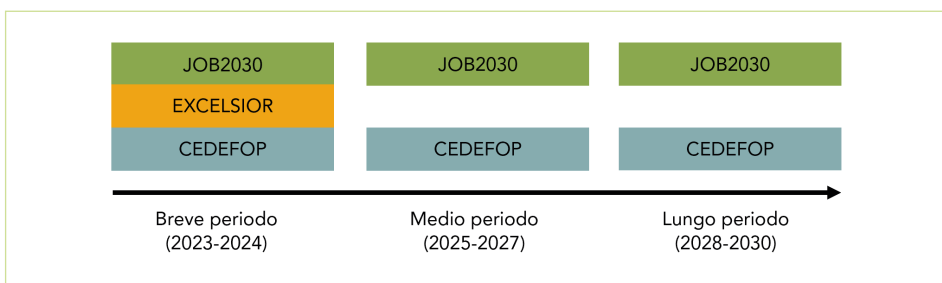 JOB2030
JOB2030
JOB2030
EXCELSIOR
CEDEFOP
CEDEFOP
CEDEFOP
Breve periodo
(2023-2024)
Medio periodo
(2025-2027)
Lungo periodo
(2028-2030)